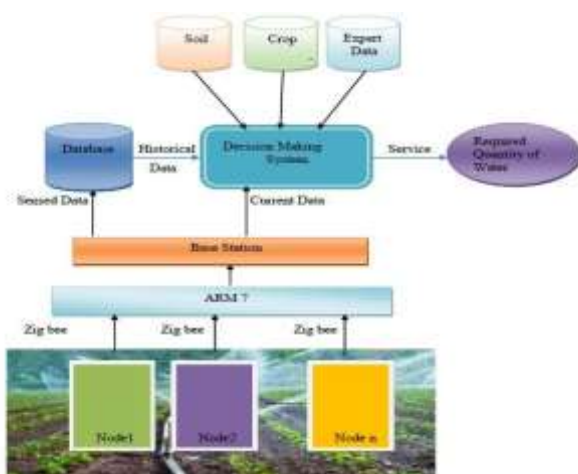 Soil
Crop
Expert
Data
Database
Historical
Data
Decision Making
System
Service
Required
Quantity of
Water
Sensed Data
Current Data
Base Station
ARM 7
Zig bee
Zig bee
Zig bee
Node1
Node2
Node n